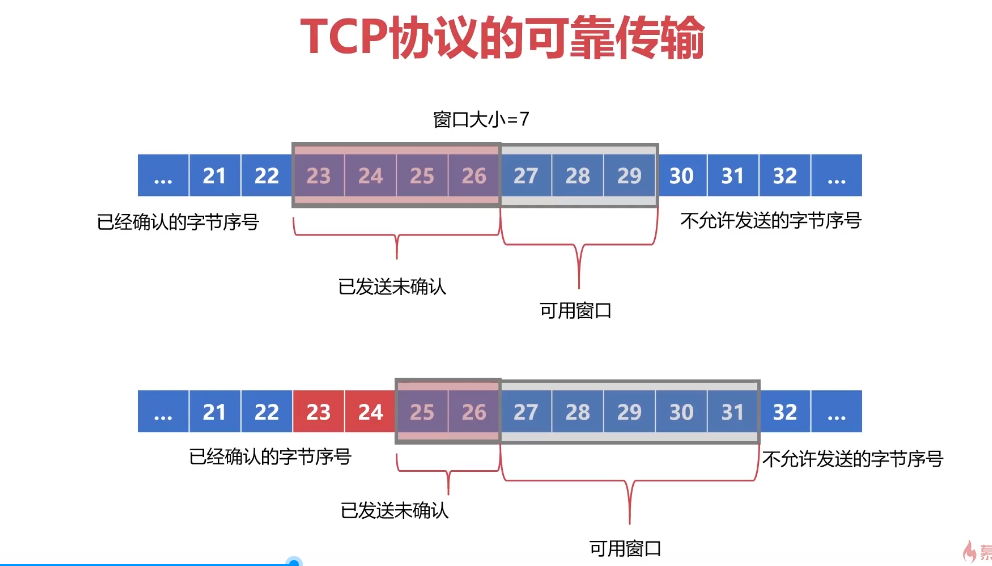 TCP协议的可靠传输
窗口大小=7
... 21 22 23 24 25 26 27 28 29 30 31 32 ...
已经确认的字节序号
不允许发送的字节序号
已发送未确认
可用窗口
... 21 22 23 24 25 26 27 28 29 30 31 32 ...
已经确认的字节序号
不允许发送的字节序号
已发送未确认
可用窗口